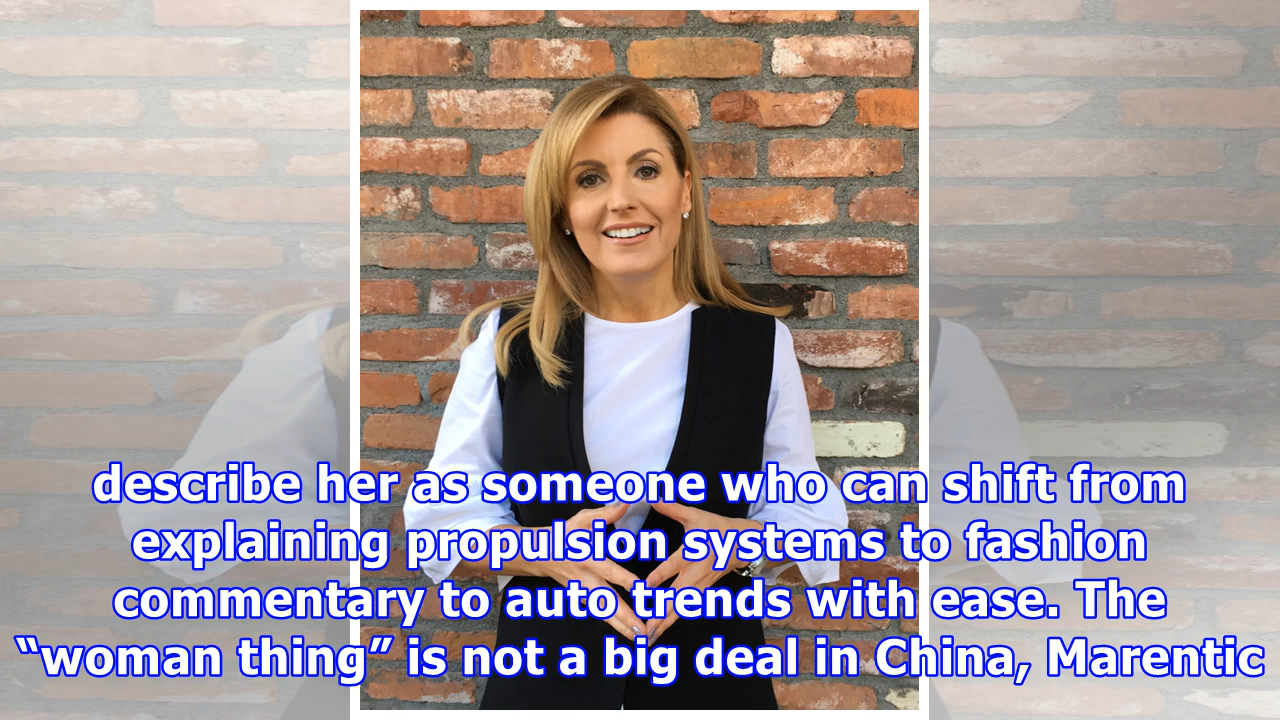 describe her as someone who can shift from
explaining propulsion systems to fashion
commentary to auto trends with ease. The
“woman thing” is not a big deal in China, Marentic